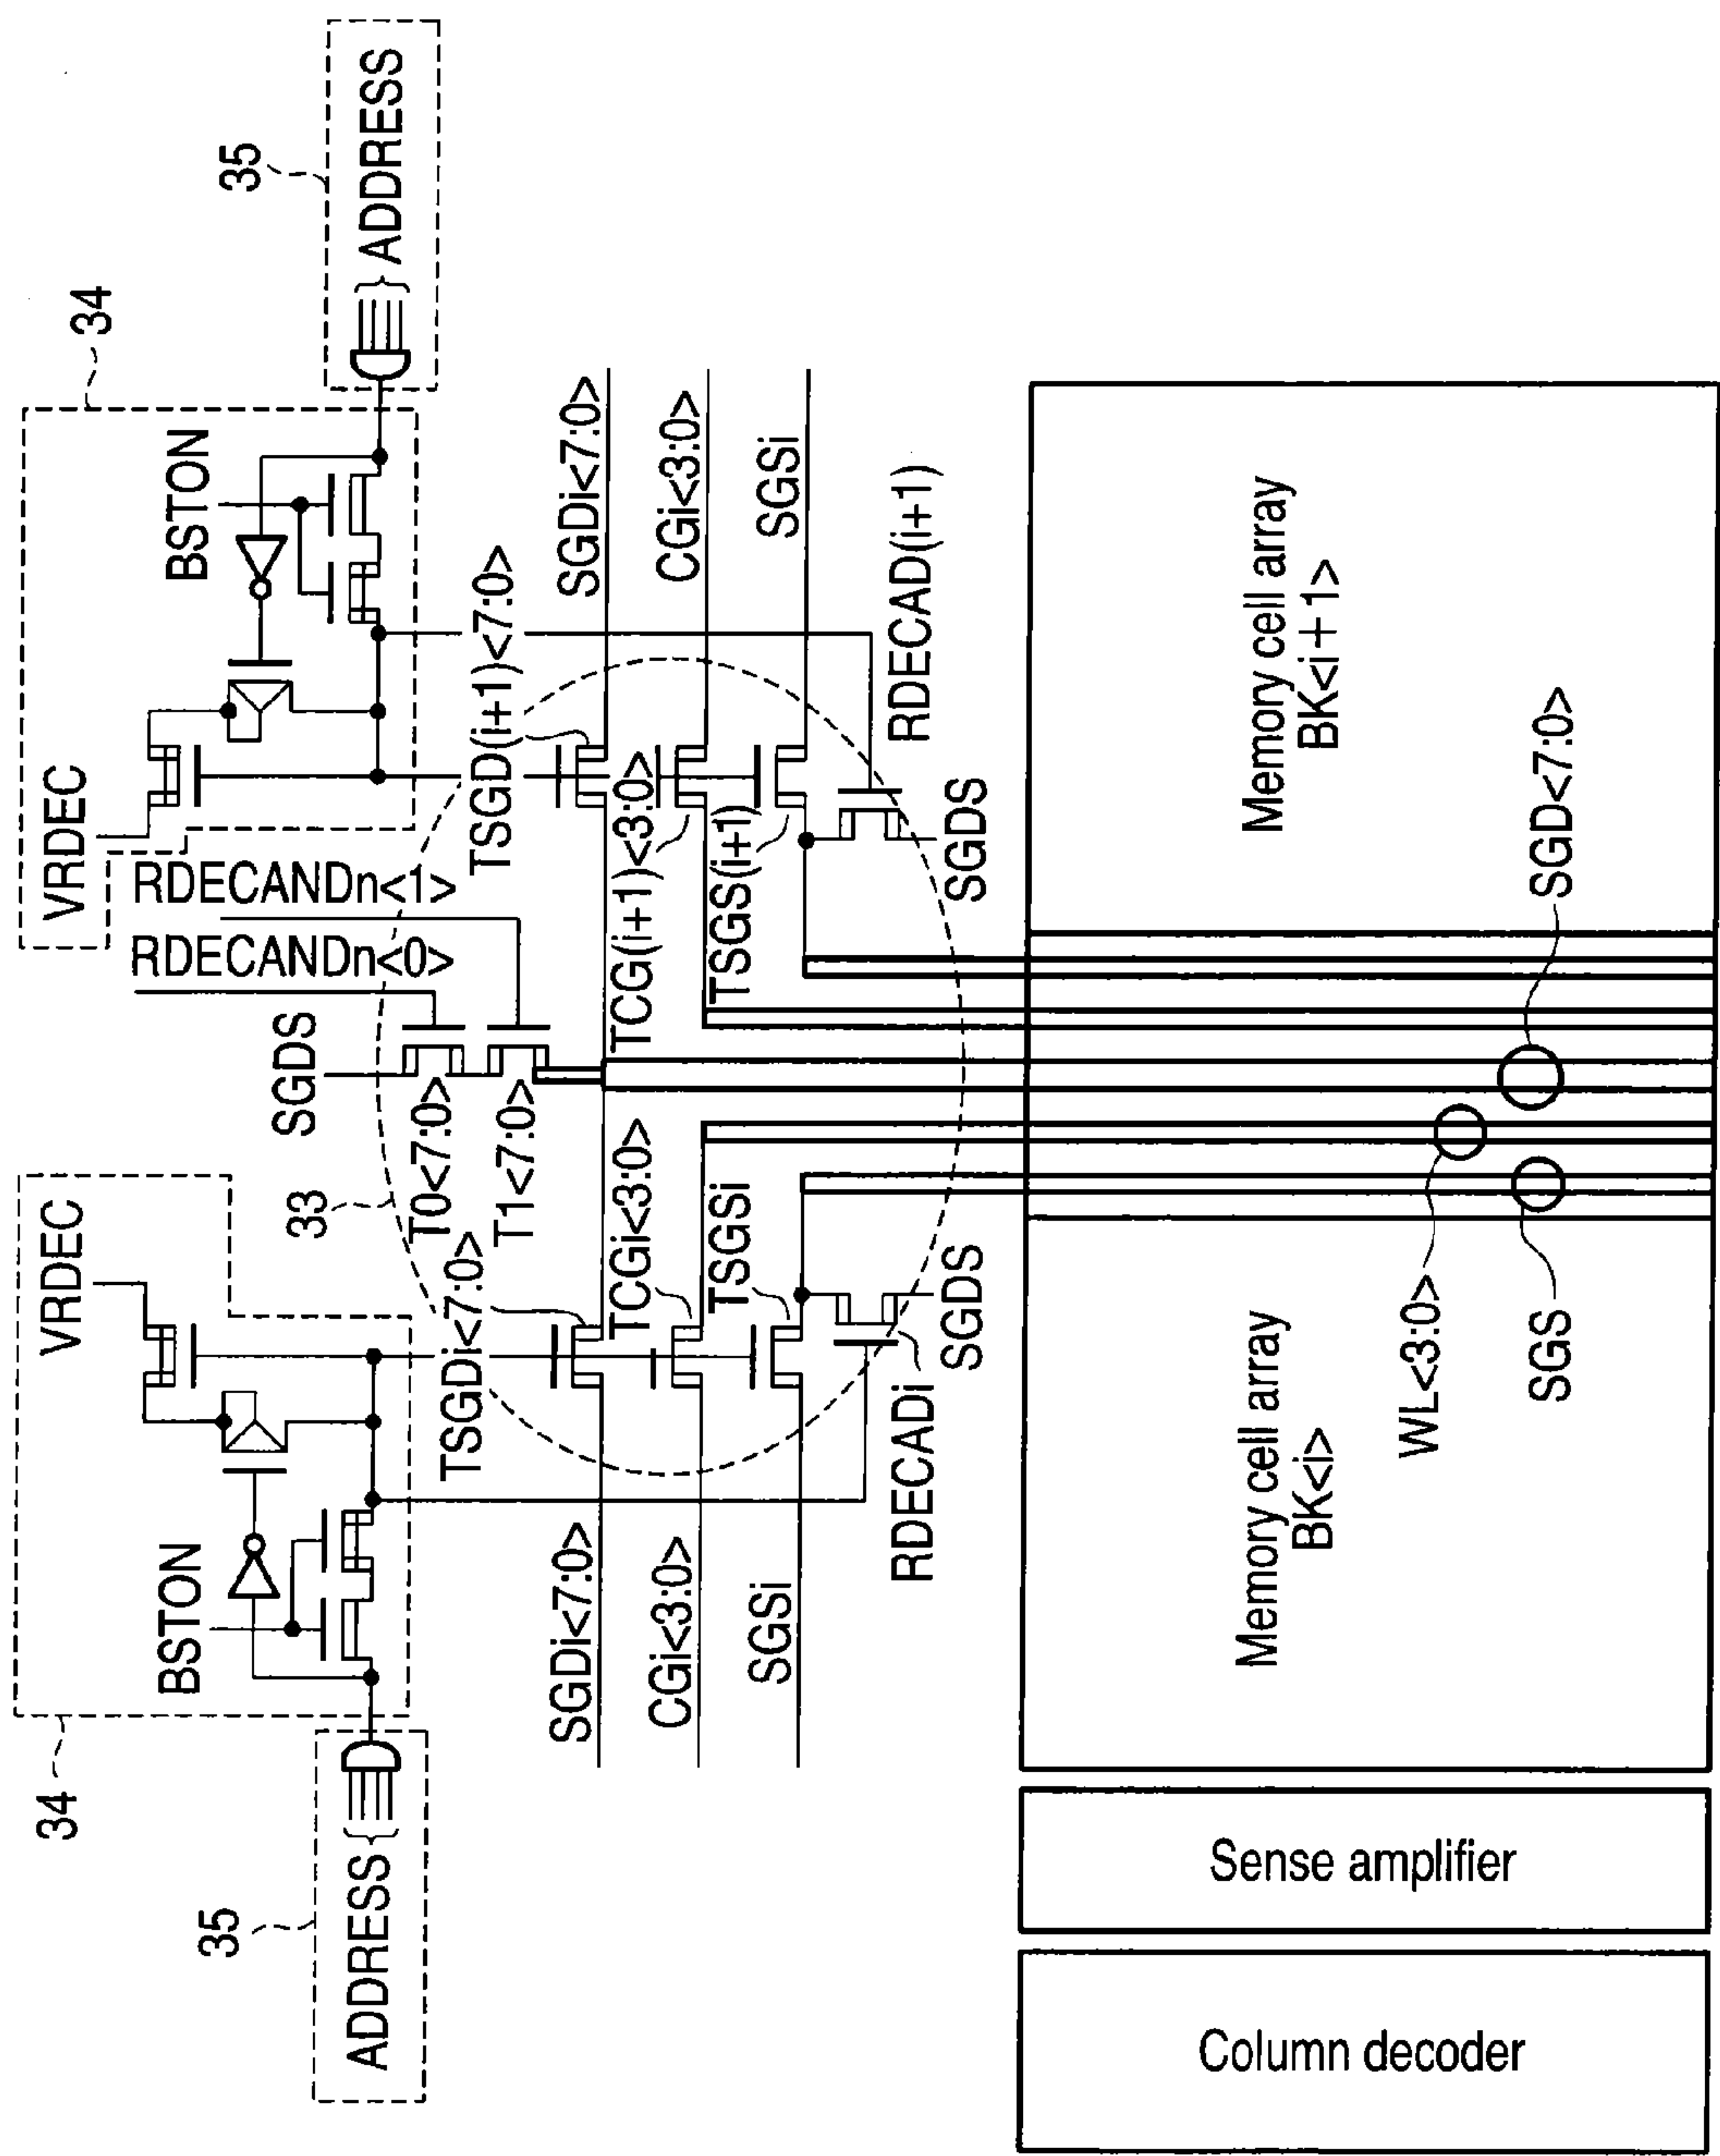 34
VRDEC
BSTON
35
ADDRESS
33
SGDS
RDECANDn<0>
RDECANDn<1>
T0<7:0>
T1<7:0>
VRDEC
34
BSTON
35
ADDRESS
TSGDi<7:0>
TSGD(i+1)<7:0>
SGDi<7:0>
TCGi<3:0>
TCG(i+1)<3:0>
SGDi<7:0>
CGi<3:0>
TSGSi
TSGS(i+1)
CGi<3:0>
SGSi
SGSi
RDECADi
SGDS
SGDS
RDECAD(i+1)
Column decoder
Sense amplifier
Memory cell array
BK<i>
Memory cell array
BK<i+1>
WL<3:0>
SGS
SGD<7:0>